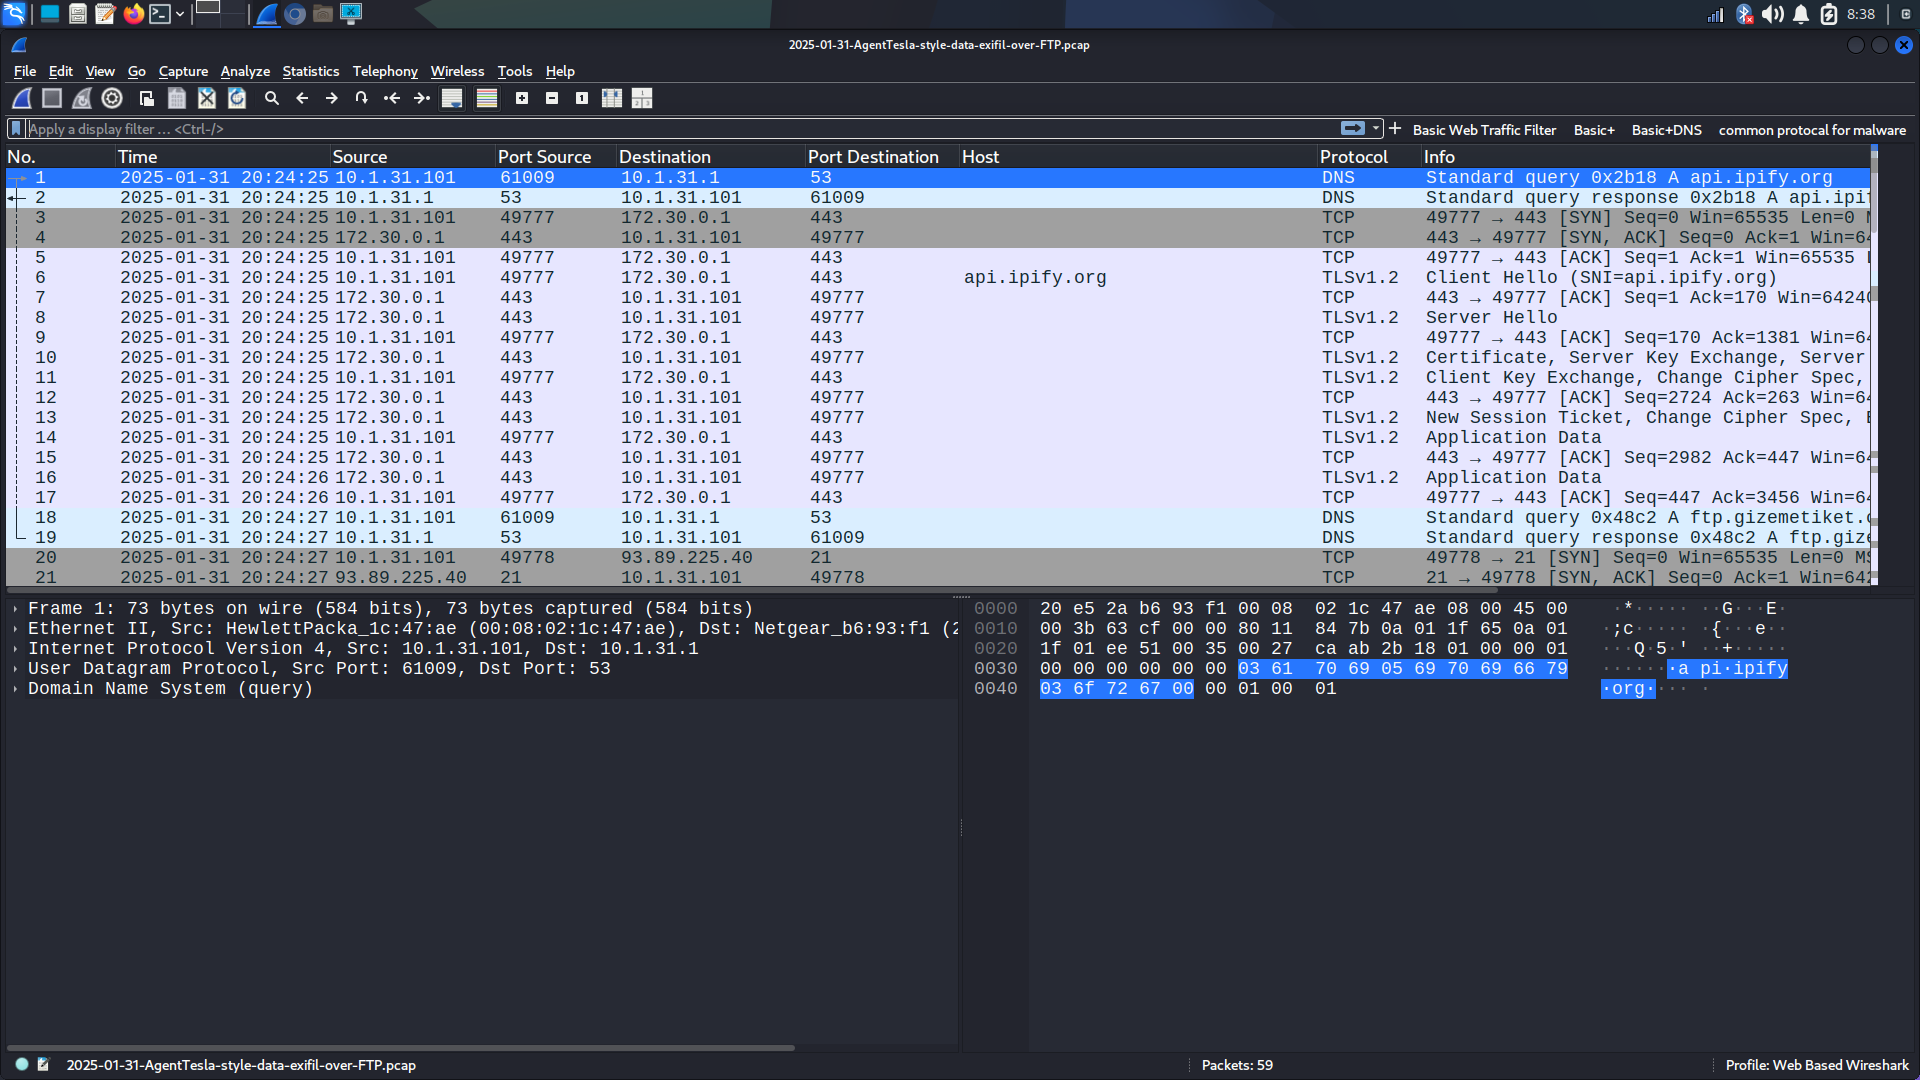 8:38
2025-01-31-AgentTesla-style-data-exifil-over-FTP.pcap
File Edit View Go Capture Analyze Statistics Telephony Wireless Tools Help
Apply a display filter … <Ctrl-/> Basic Web Traffic Filter Basic+ Basic+DNS common protocal for malware
No. Time Source Port Source Destination Port Destination Host Protocol Info
1 2025-01-31 20:24:25 10.1.31.101 61009 10.1.31.1 53 DNS Standard query 0x2b18 A api.ipify.org
2 2025-01-31 20:24:25 10.1.31.1 53 10.1.31.101 61009 DNS Standard query response 0x2b18 A api.ipif
3 2025-01-31 20:24:25 10.1.31.101 49777 172.30.0.1 443 TCP 49777 → 443 [SYN] Seq=0 Win=65535 Len=0 M
4 2025-01-31 20:24:25 172.30.0.1 443 10.1.31.101 49777 TCP 443 → 49777 [SYN, ACK] Seq=0 Ack=1 Win=64
5 2025-01-31 20:24:25 10.1.31.101 49777 172.30.0.1 443 TCP 49777 → 443 [ACK] Seq=1 Ack=1 Win=65535 L
6 2025-01-31 20:24:25 10.1.31.101 49777 172.30.0.1 443 api.ipify.org TLSv1.2 Client Hello (SNI=api.ipify.org)
7 2025-01-31 20:24:25 172.30.0.1 443 10.1.31.101 49777 TCP 443 → 49777 [ACK] Seq=1 Ack=170 Win=64240
8 2025-01-31 20:24:25 172.30.0.1 443 10.1.31.101 49777 TLSv1.2 Server Hello
9 2025-01-31 20:24:25 10.1.31.101 49777 172.30.0.1 443 TCP 49777 → 443 [ACK] Seq=170 Ack=1381 Win=64
10 2025-01-31 20:24:25 172.30.0.1 443 10.1.31.101 49777 TLSv1.2 Certificate, Server Key Exchange, Server
11 2025-01-31 20:24:25 10.1.31.101 49777 172.30.0.1 443 TLSv1.2 Client Key Exchange, Change Cipher Spec,
12 2025-01-31 20:24:25 172.30.0.1 443 10.1.31.101 49777 TCP 443 → 49777 [ACK] Seq=2724 Ack=263 Win=64
13 2025-01-31 20:24:25 172.30.0.1 443 10.1.31.101 49777 TLSv1.2 New Session Ticket, Change Cipher Spec, E
14 2025-01-31 20:24:25 10.1.31.101 49777 172.30.0.1 443 TLSv1.2 Application Data
15 2025-01-31 20:24:25 172.30.0.1 443 10.1.31.101 49777 TCP 443 → 49777 [ACK] Seq=2982 Ack=447 Win=64
16 2025-01-31 20:24:26 172.30.0.1 443 10.1.31.101 49777 TLSv1.2 Application Data
17 2025-01-31 20:24:26 10.1.31.101 49777 172.30.0.1 443 TCP 49777 → 443 [ACK] Seq=447 Ack=3456 Win=64
18 2025-01-31 20:24:27 10.1.31.101 61009 10.1.31.1 53 DNS Standard query 0x48c2 A ftp.gizemetiket.c
19 2025-01-31 20:24:27 10.1.31.1 53 10.1.31.101 61009 DNS Standard query response 0x48c2 A ftp.gize
20 2025-01-31 20:24:27 10.1.31.101 49778 93.89.225.40 21 TCP 49778 → 21 [SYN] Seq=0 Win=65535 Len=0 MS
21 2025-01-31 20:24:27 93.89.225.40 21 10.1.31.101 49778 TCP 21 → 49778 [SYN, ACK] Seq=0 Ack=1 Win=642
Frame 1: 73 bytes on wire (584 bits), 73 bytes captured (584 bits)
Ethernet II, Src: HewlettPacka_1c:47:ae (00:08:02:1c:47:ae), Dst: Netgear_b6:93:f1 (2
Internet Protocol Version 4, Src: 10.1.31.101, Dst: 10.1.31.1
User Datagram Protocol, Src Port: 61009, Dst Port: 53
Domain Name System (query)
0000 20 e5 2a b6 93 f1 00 08 02 1c 47 ae 08 00 45 00 ·*····· ··G···E·
0010 00 3b 63 cf 00 00 80 11 84 7b 0a 01 1f 65 0a 01 ·;c····· ·{···e··
0020 1f 01 ee 51 00 35 00 27 ca ab 2b 18 01 00 00 01 ···Q·5·' ··+·····
0030 00 00 00 00 00 00 03 61 70 69 05 69 70 69 66 79 ·······a pi·ipify
0040 03 6f 72 67 00 00 01 00 01 ·org···· ·
2025-01-31-AgentTesla-style-data-exifil-over-FTP.pcap
Packets: 59
Profile: Web Based Wireshark